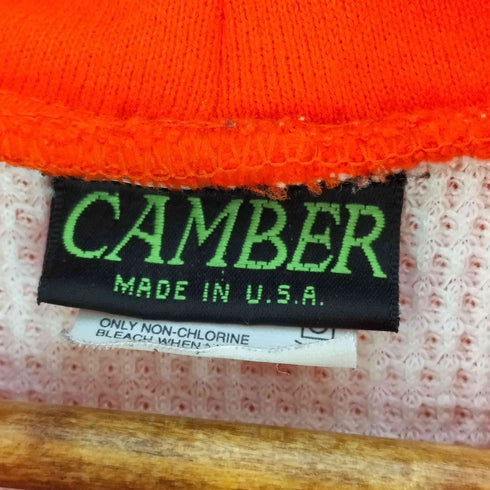 CAMBER
MADE IN U.S.A.
ONLY NON-CHLORINE
BLEACH WHEN